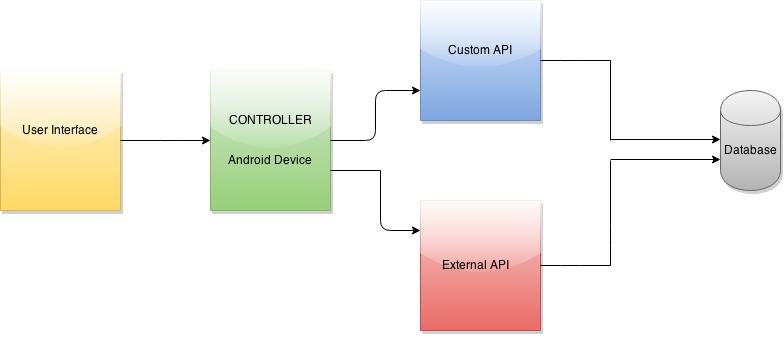 User Interface
CONTROLLER
Android Device
Custom API
External API
Database